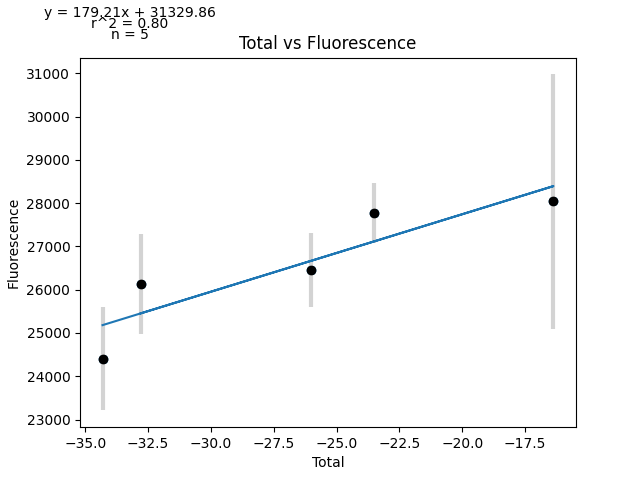 y = 179.21x + 31329.86
r^2 = 0.80
n = 5
Total vs Fluorescence
31000
30000
29000
28000
27000
26000
25000
24000
23000
Fluorescence
−35.0 −32.5 −30.0 −27.5 −25.0 −22.5 −20.0 −17.5
Total